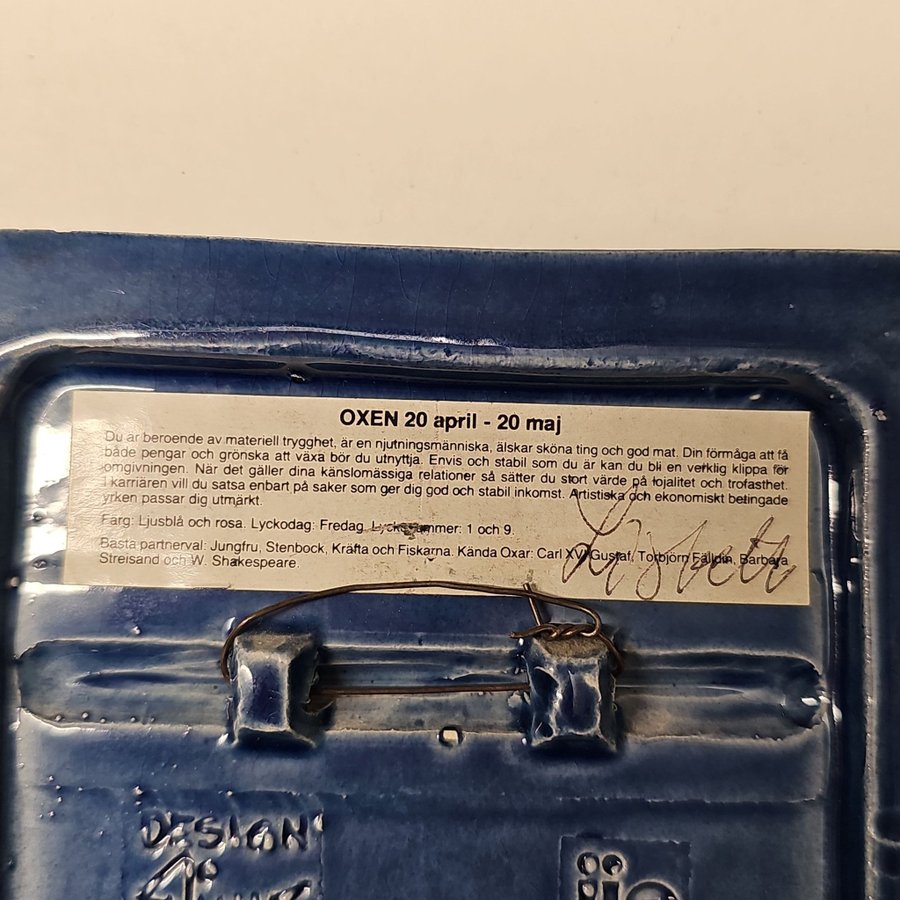 OXEN 20 april - 20 maj
Du är beroende av materiell trygghet, är en njutningsmänniska, älskar sköna ting och god mat. Din förmåga att få
både pengar och grönska att växa bör du utnyttja. Envis och stabil som du är kan du bli en verklig klippa för
omgivningen. När det gäller dina känslomässiga relationer så sätter du stort värde på lojalitet och trofasthet.
I karriären vill du satsa enbart på saker som ger dig god och stabil inkomst. Artistiska och ekonomiskt betingade
yrken passar dig utmärkt.
Färg: Ljusblå och rosa. Lyckodag: Fredag. 1 och 9.
Bästa partnerval: Jungfru, Stenbock, Kräfta och Fiskarna. Kända Oxar: Carl XVI Gustaf, Torbjörn Fälldin, Barbara
Streisand och W. Shakespeare.
Lisbeth
DESIGN